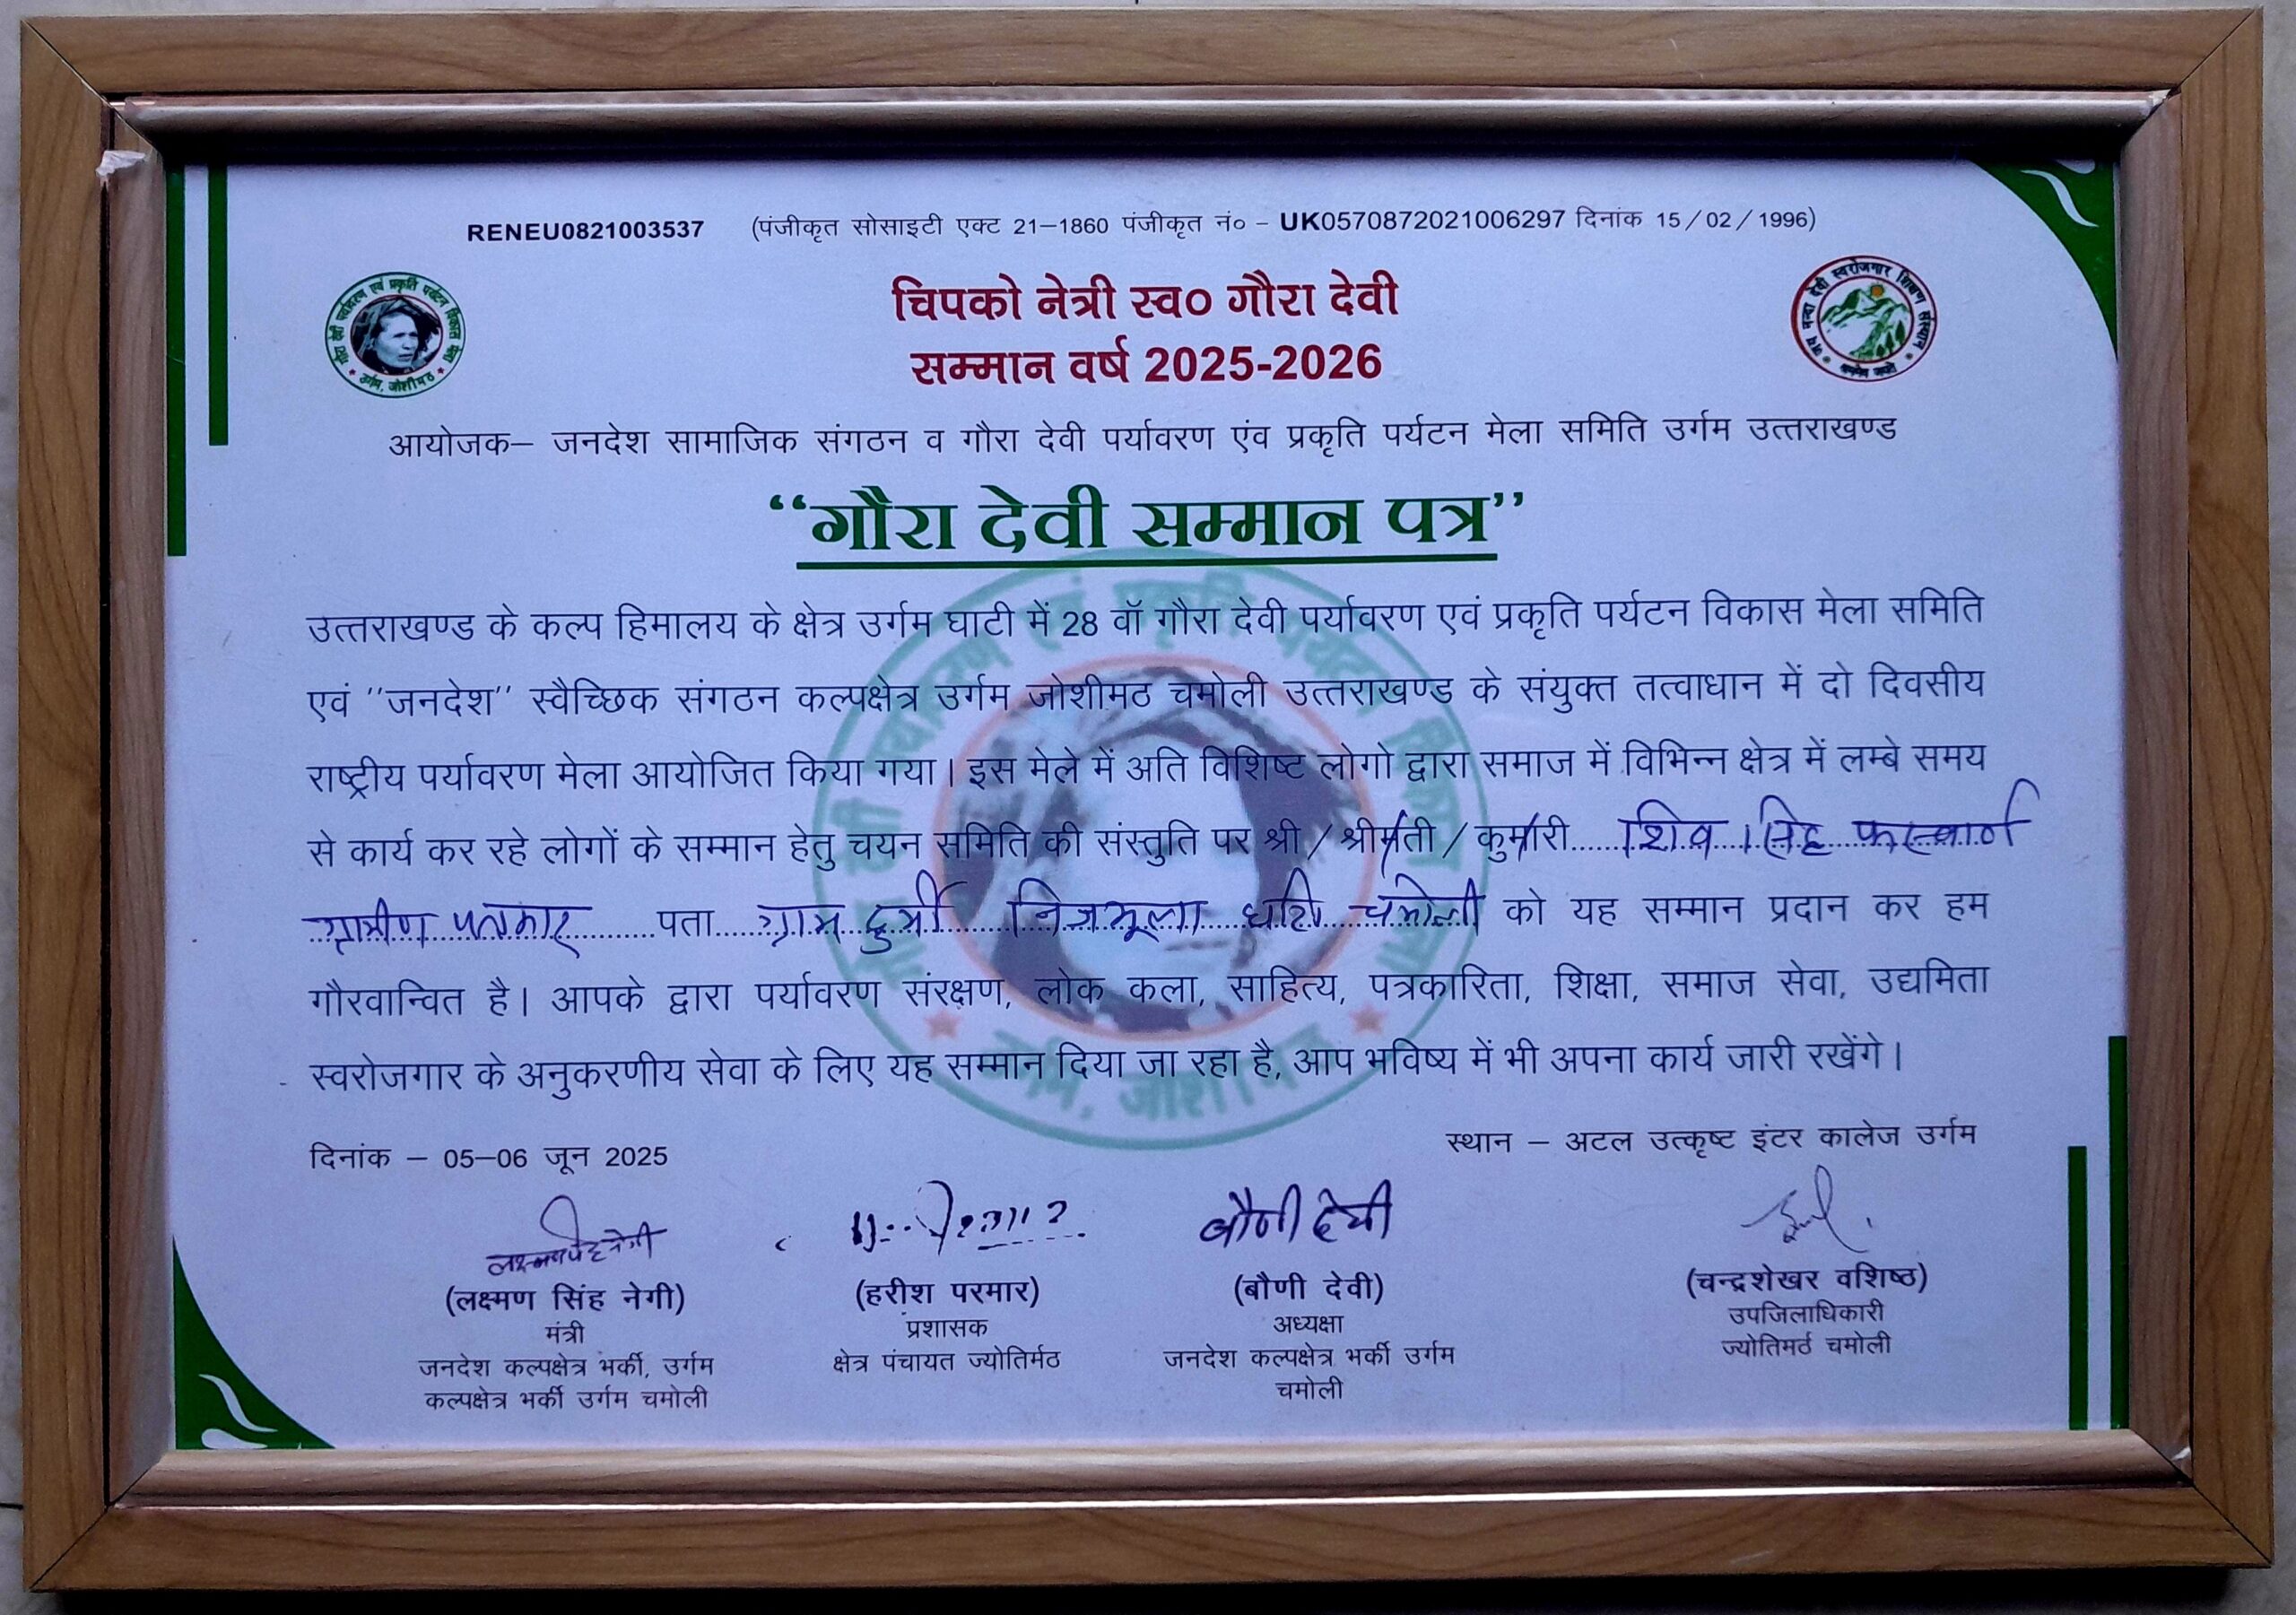 RENEU0821003537 (पंजीकृत सोसाइटी एक्ट 21–1860 पंजीकृत नं० – UK0570872021006297 दिनांक 15/02/1996)
चिपको नेत्री स्व० गौरा देवी
सम्मान वर्ष 2025-2026
आयोजक– जनदेश सामाजिक संगठन व गौरा देवी पर्यावरण एंव प्रकृति पर्यटन मेला समिति उर्गम उत्तराखण्ड
“गौरा देवी सम्मान पत्र”
उत्तराखण्ड के कल्प हिमालय के क्षेत्र उर्गम घाटी में 28 वॉ गौरा देवी पर्यावरण एवं प्रकृति पर्यटन विकास मेला समिति
एवं "जनदेश" स्वैच्छिक संगठन कल्पक्षेत्र उर्गम जोशीमठ चमोली उत्तराखण्ड के संयुक्त तत्वाधान में दो दिवसीय
राष्ट्रीय पर्यावरण मेला आयोजित किया गया। इस मेले में अति विशिष्ट लोगो द्वारा समाज में विभिन्न क्षेत्र में लम्बे समय
से कार्य कर रहे लोगों के सम्मान हेतु चयन समिति की संस्तुति पर श्री / श्रीमती / कुमारी...... शिव सिंह
ग्रामीण पत्रकार ......पता..... ग्राम दुर्मी निजमूला घाटी चमोली को यह सम्मान प्रदान कर हम
गौरवान्वित है। आपके द्वारा पर्यावरण संरक्षण, लोक कला, साहित्य, पत्रकारिता, शिक्षा, समाज सेवा, उद्यमिता
स्वरोजगार के अनुकरणीय सेवा के लिए यह सम्मान दिया जा रहा है, आप भविष्य में भी अपना कार्य जारी रखेंगे।
दिनांक – 05–06 जून 2025
स्थान – अटल उत्कृष्ट इंटर कालेज उर्गम
बौणी देवी
(लक्ष्मण सिंह नेगी)
मंत्री
जनदेश कल्पक्षेत्र भर्की, उर्गम
कल्पक्षेत्र भर्की उर्गम चमोली
(हरीश परमार)
प्रशासक
क्षेत्र पंचायत ज्योतिर्मठ
(बौणी देवी)
अध्यक्षा
जनदेश कल्पक्षेत्र भर्की उर्गम
चमोली
(चन्द्रशेखर वशिष्ठ)
उपजिलाधिकारी
ज्योतिमर्ठ चमोली